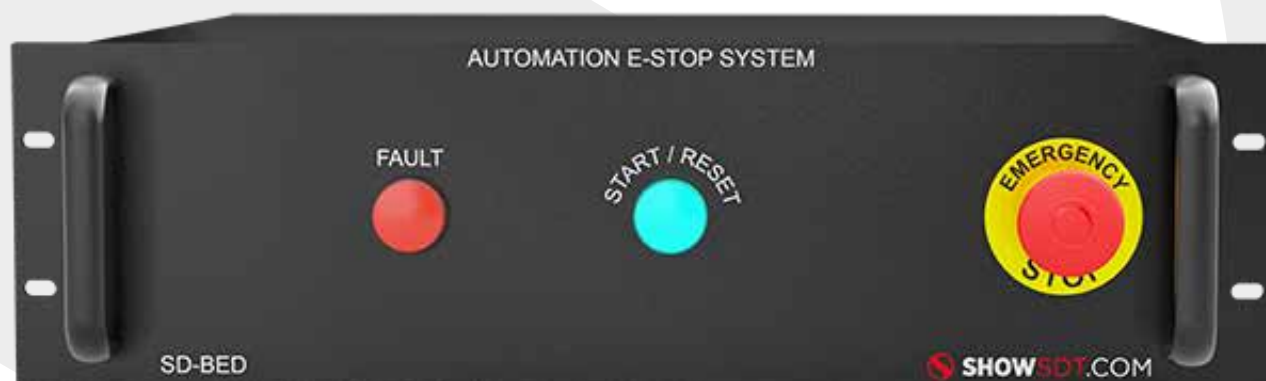 AUTOMATION E-STOP SYSTEM
FAULT
START / RESET
EMERGENCY
STOP
SD-BED
SHOWSDT.COM